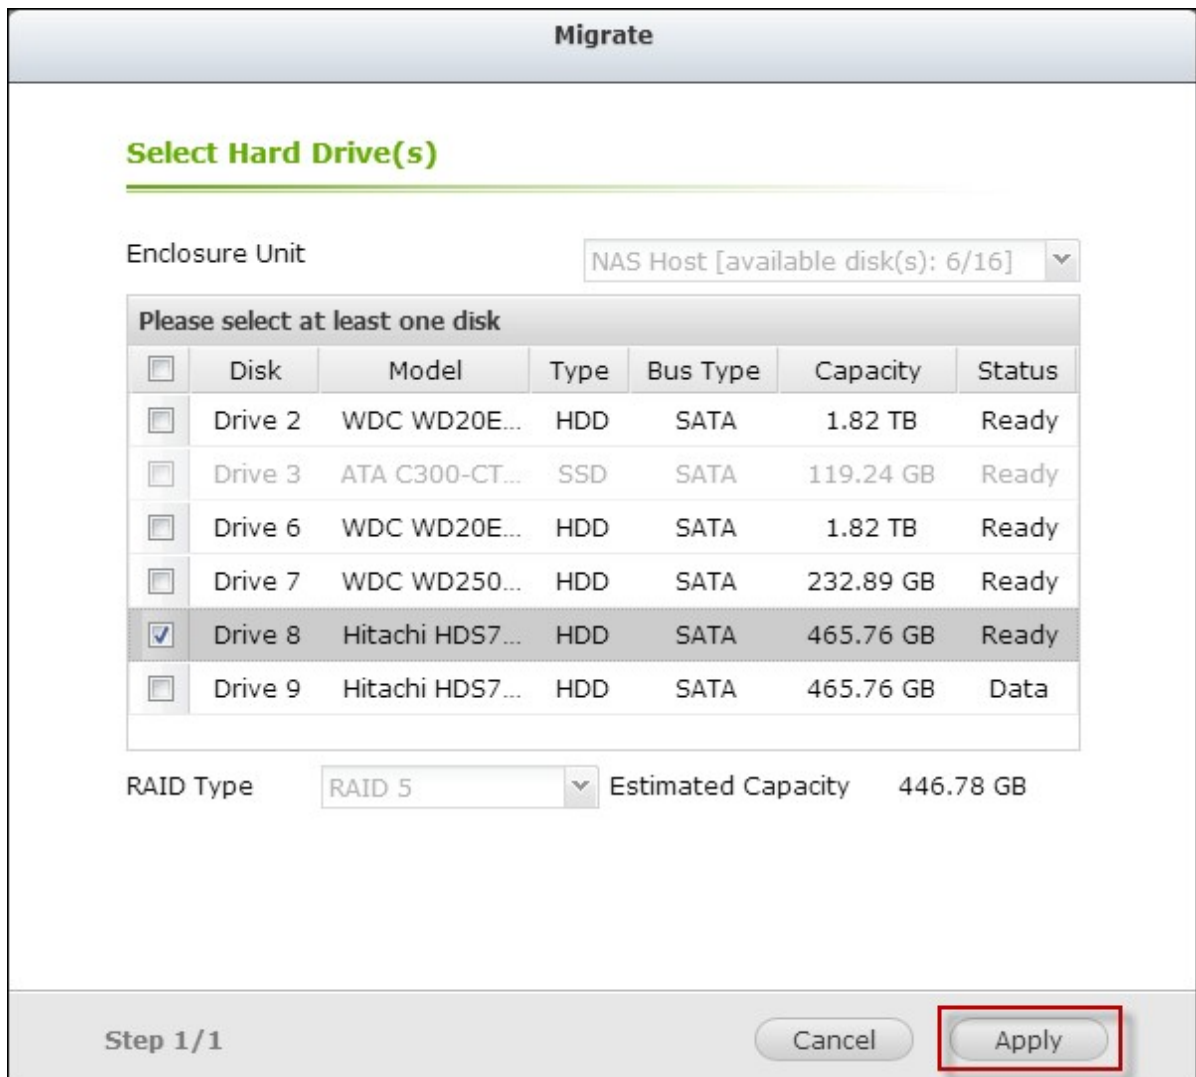 Migrate
Select Hard Drive(s)
Enclosure Unit NAS Host [available disk(s): 6/16]
Please select at least one disk
Disk Model Type Bus Type Capacity Status
Drive 2 WDC WD20E... HDD SATA 1.82 TB Ready
Drive 3 ATA C300-CT... SSD SATA 119.24 GB Ready
Drive 6 WDC WD20E... HDD SATA 1.82 TB Ready
Drive 7 WDC WD250... HDD SATA 232.89 GB Ready
Drive 8 Hitachi HDS7... HDD SATA 465.76 GB Ready
Drive 9 Hitachi HDS7... HDD SATA 465.76 GB Data
RAID Type RAID 5 Estimated Capacity 446.78 GB
Step 1/1 Cancel Apply